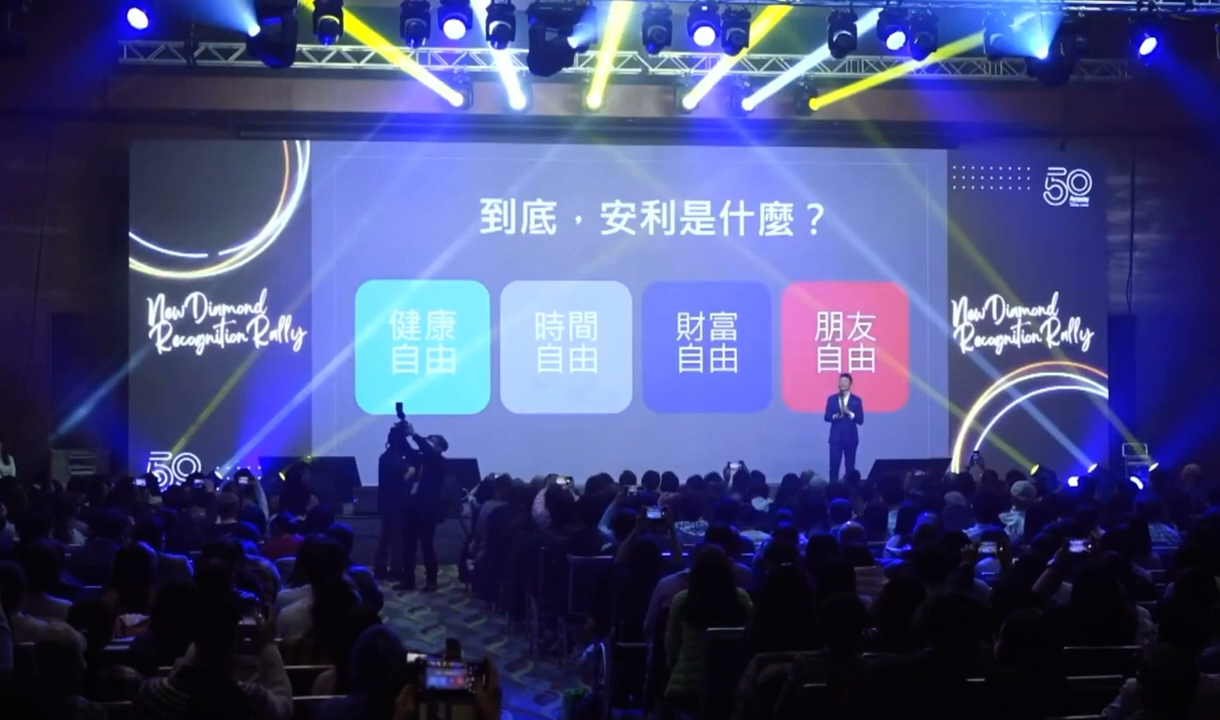 50
Amway
到底,安利是什麼?
健康
自由
時間
自由
財富
自由
朋友
自由
New Diamond
Recognition Rally
New Diamond
Recognition Rally
50